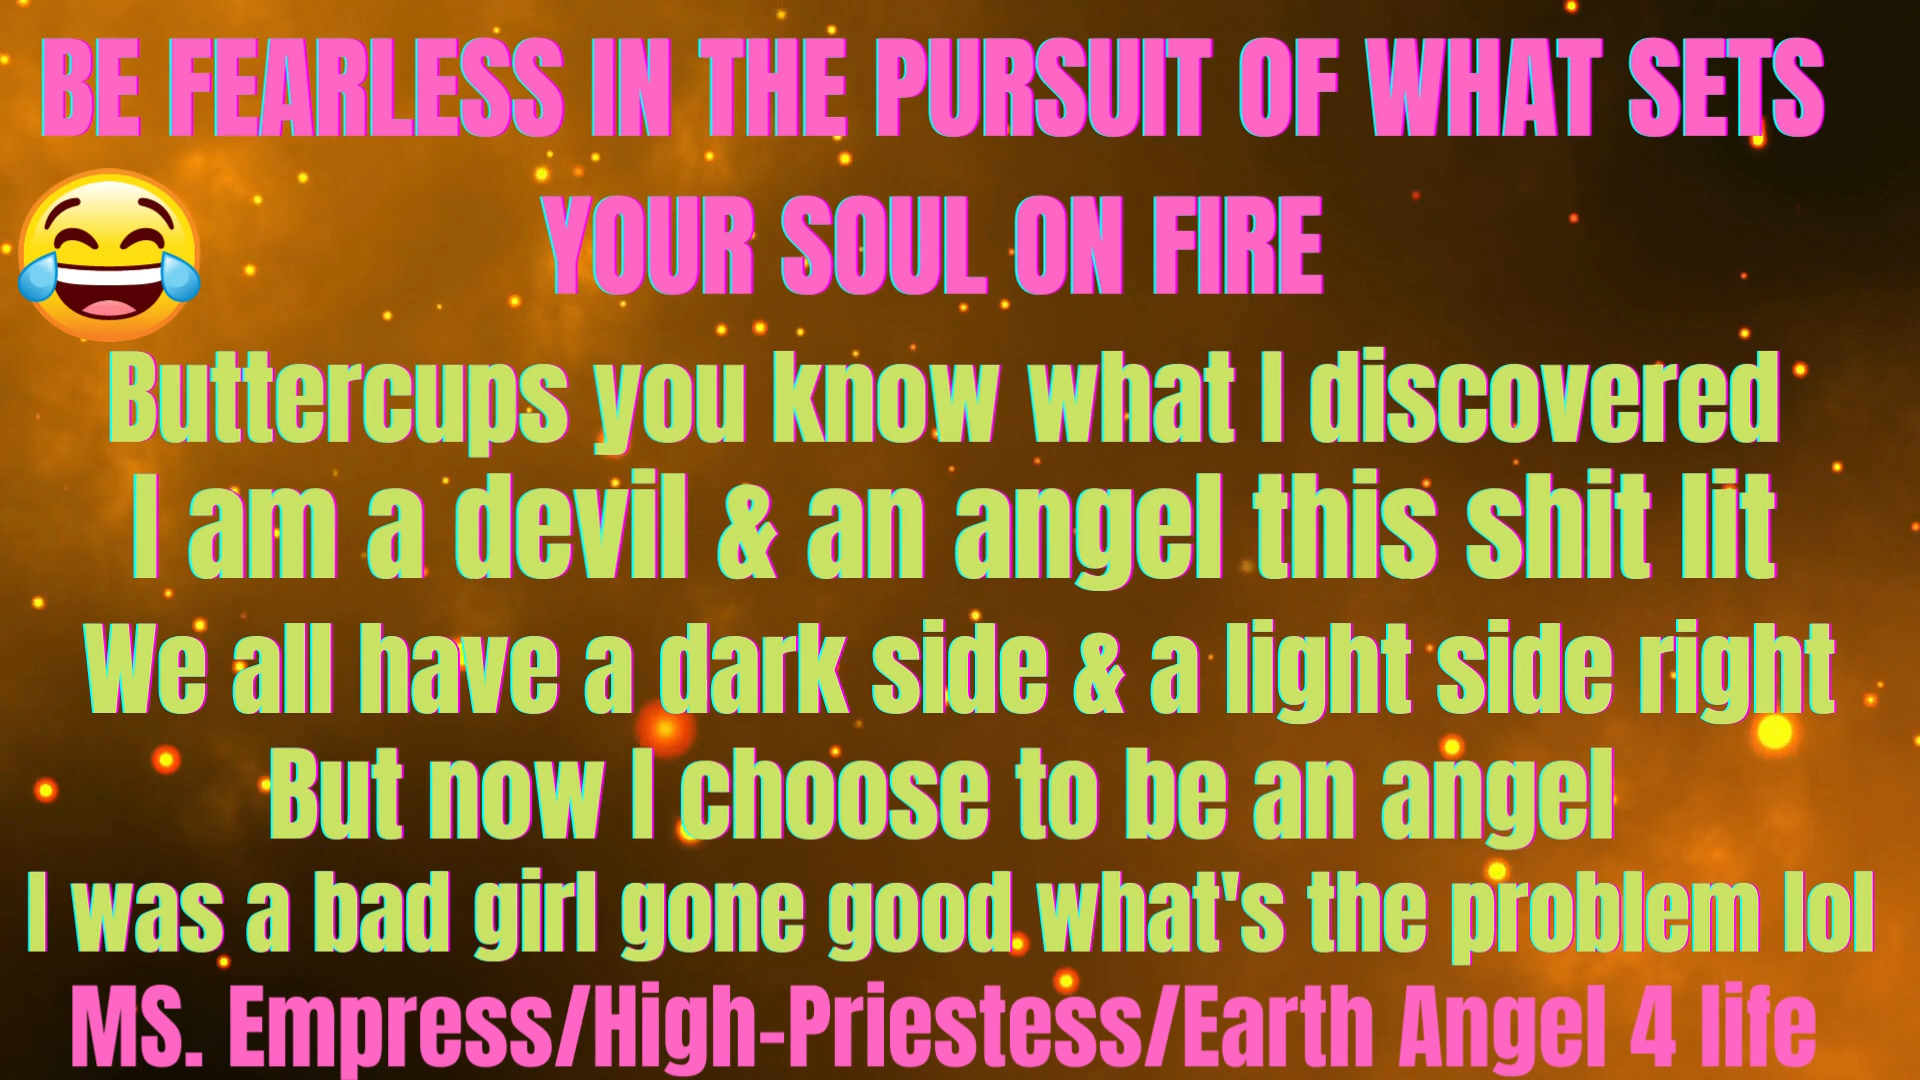 BE FEARLESS IN THE PURSUIT OF WHAT SETS
YOUR SOUL ON FIRE
Buttercups you know what I discovered
I am a devil & an angel this shit lit
We all have a dark side & a light side right
But now I choose to be an angel
I was a bad girl gone good what's the problem lol
MS. Empress/High-Priestess/Earth Angel 4 life